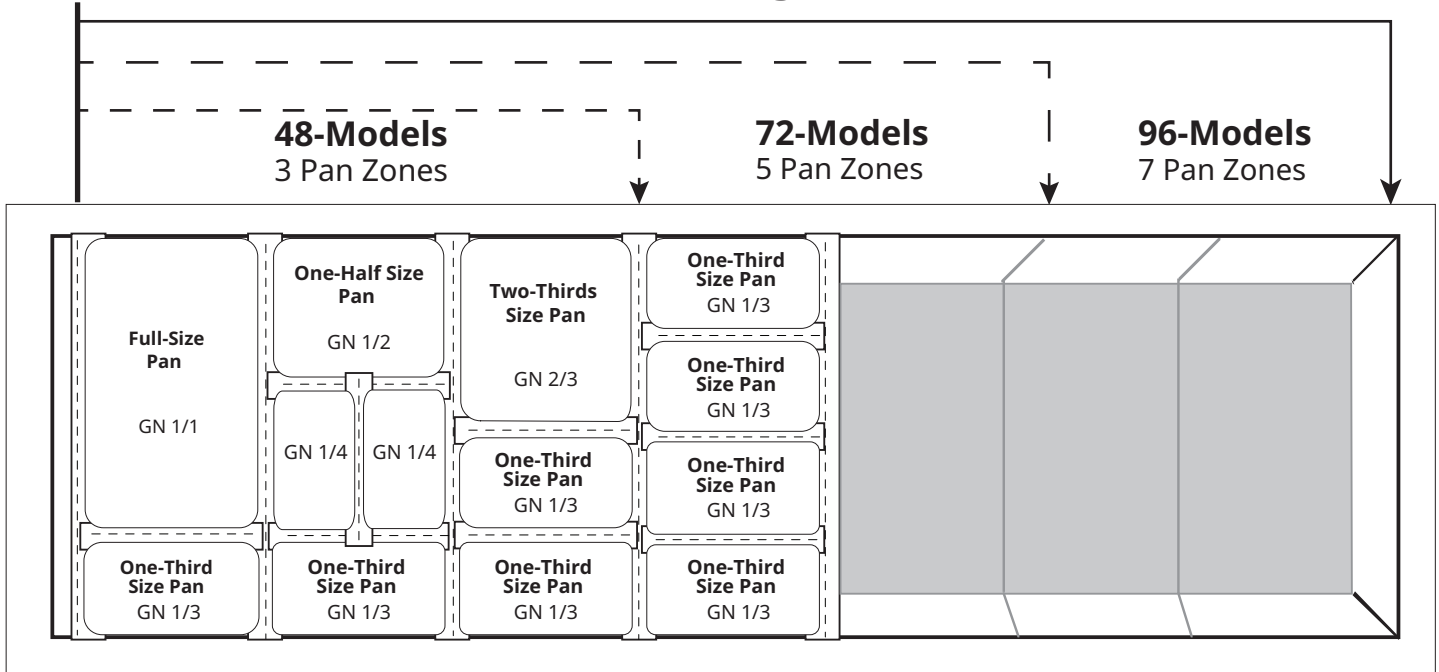 48-Models
3 Pan Zones
72-Models
5 Pan Zones
96-Models
7 Pan Zones
Full-Size
Pan
GN 1/1
One-Third
Size Pan
GN 1/3
One-Half Size
Pan
GN 1/2
GN 1/4
GN 1/4
One-Third
Size Pan
GN 1/3
Two-Thirds
Size Pan
GN 2/3
One-Third
Size Pan
GN 1/3
One-Third
Size Pan
GN 1/3
One-Third
Size Pan
GN 1/3
One-Third
Size Pan
GN 1/3
One-Third
Size Pan
GN 1/3
One-Third
Size Pan
GN 1/3